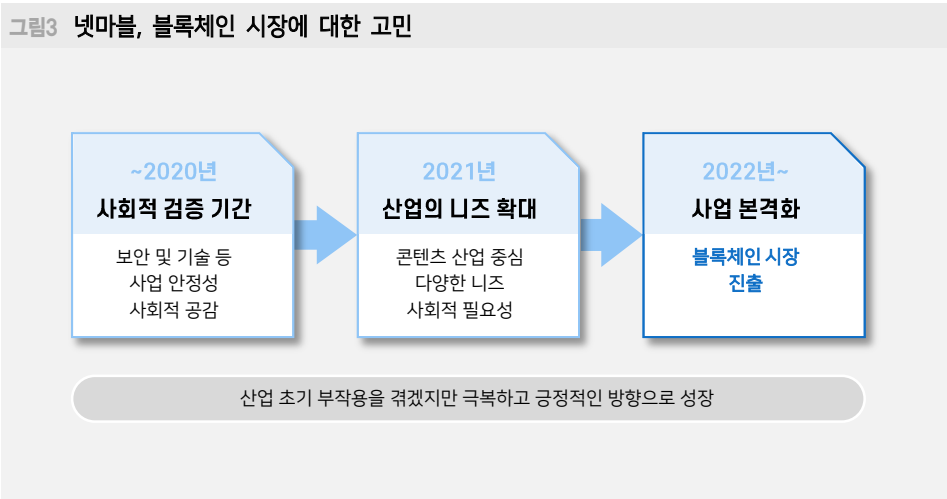 그림3 넷마블, 블록체인 시장에 대한 고민
~2020년
사회적 검증 기간
보안 및 기술 등
사업 안정성
사회적 공감
2021년
산업의 니즈 확대
콘텐츠 산업 중심
다양한 니즈
사회적 필요성
2022년~
사업 본격화
블록체인 시장
진출
산업 초기 부작용을 겪겠지만 극복하고 긍정적인 방향으로 성장